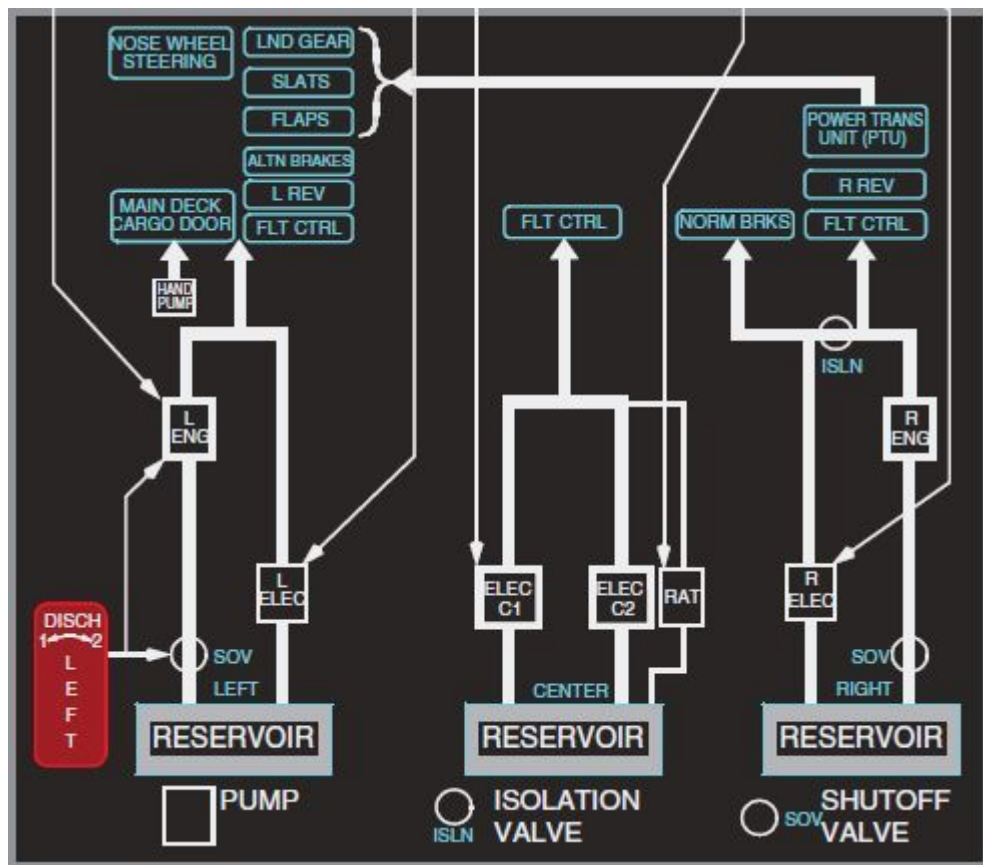 NOSE WHEEL
STEERING
LND GEAR
SLATS
FLAPS
ALTN BRAKES
L REV
FLT CTRL
MAIN DECK
CARGO DOOR
HAND
PUMP
FLT CTRL
POWER TRANS
UNIT (PTU)
R REV
NORM BRKS
FLT CTRL
ISLN
L
ENG
R
ENG
L
ELEC
ELEC
C1
ELEC
C2
RAT
R
ELEC
DISCH
1 2
L
E
F
T
SOV
LEFT
CENTER
SOV
RIGHT
RESERVOIR
RESERVOIR
RESERVOIR
PUMP
ISLN
ISOLATION
VALVE
SOV
SHUTOFF
VALVE